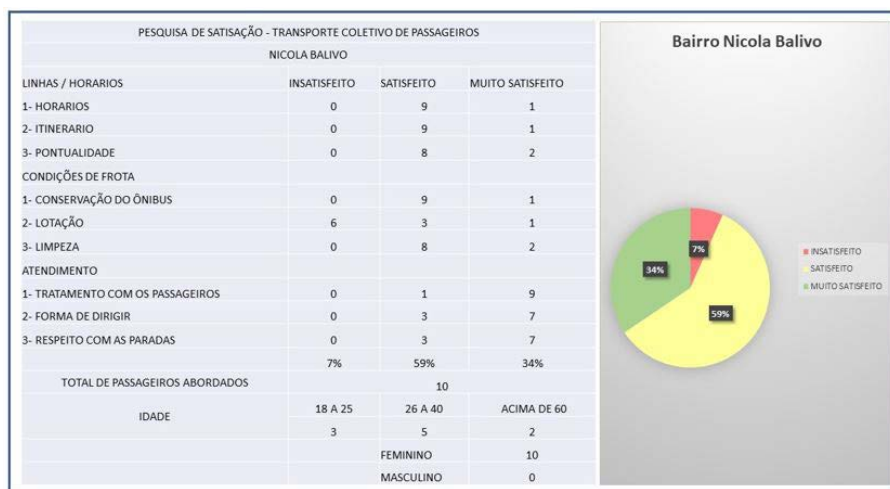 PESQUISA DE SATISAÇÃO - TRANSPORTE COLETIVO DE PASSAGEIROS
NICOLA BALIVO
LINHAS / HORARIOS INSATISFEITO SATISFEITO MUITO SATISFEITO
1- HORARIOS 0 9 1
2- ITINERARIO 0 9 1
3- PONTUALIDADE 0 8 2
CONDIÇÕES DE FROTA
1- CONSERVAÇÃO DO ÔNIBUS 0 9 1
2- LOTAÇÃO 6 3 1
3- LIMPEZA 0 8 2
ATENDIMENTO
1- TRATAMENTO COM OS PASSAGEIROS 0 1 9
2- FORMA DE DIRIGIR 0 3 7
3- RESPEITO COM AS PARADAS 0 3 7
7% 59% 34%
TOTAL DE PASSAGEIROS ABORDADOS 10
IDADE 18 A 25 26 A 40 ACIMA DE 60
3 5 2
FEMININO 10
MASCULINO 0
Bairro Nicola Balivo
7%
34%
59%
INSATISFEITO
SATISFEITO
MUITO SATISFEITO